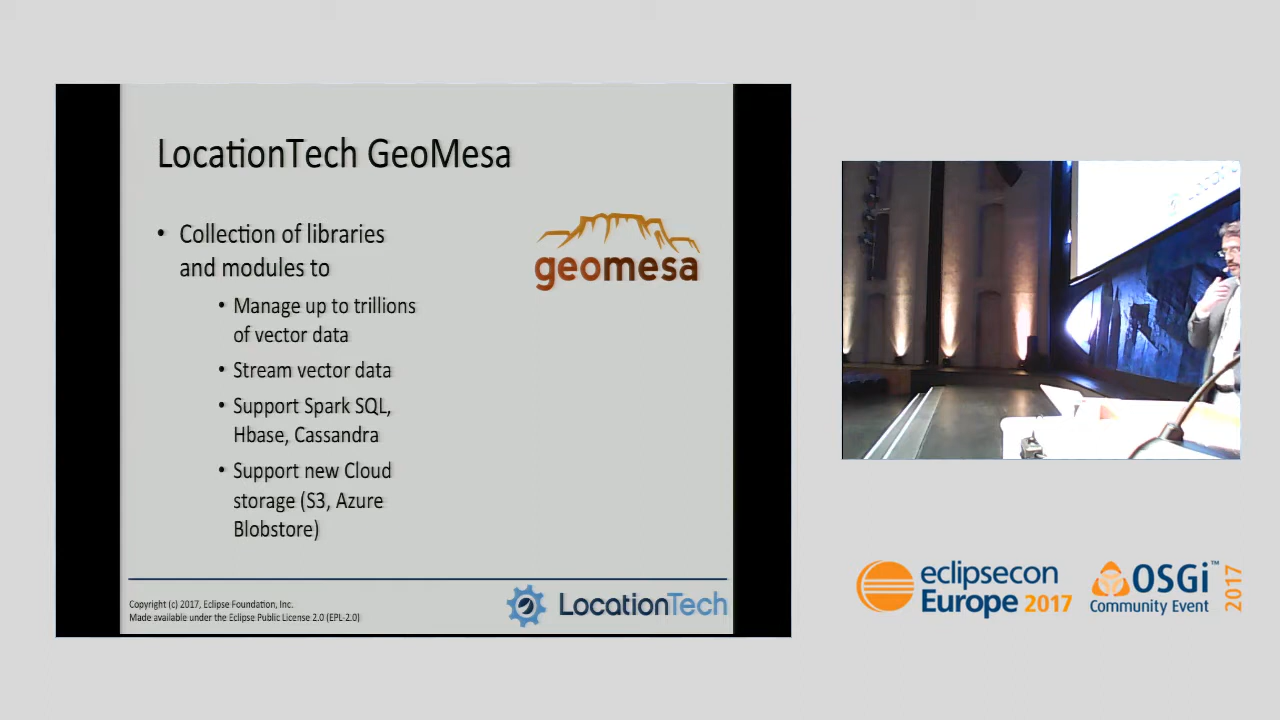 LocationTech GeoMesa
• Collection of libraries
and modules to
• Manage up to trillions
of vector data
• Stream vector data
• Support Spark SQL,
Hbase, Cassandra
• Support new Cloud
storage (S3, Azure
Blobstore)
geomesa
Copyright (c) 2017, Eclipse Foundation, Inc.
Made available under the Eclipse Public License 2.0 (EPL-2.0)
LocationTech
eclipsecon
Europe 2017
OSGi™
Community Event
2017